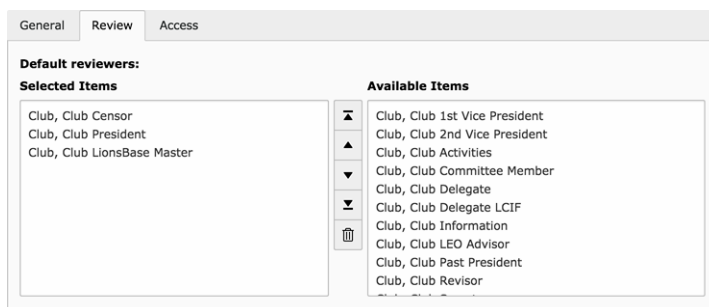 General Review Access
Default reviewers:
Selected Items
Club, Club Censor
Club, Club President
Club, Club LionsBase Master
Available Items
Club, Club 1st Vice President
Club, Club 2nd Vice President
Club, Club Activities
Club, Club Committee Member
Club, Club Delegate
Club, Club Delegate LCIF
Club, Club Information
Club, Club LEO Advisor
Club, Club Past President
Club, Club Revisor